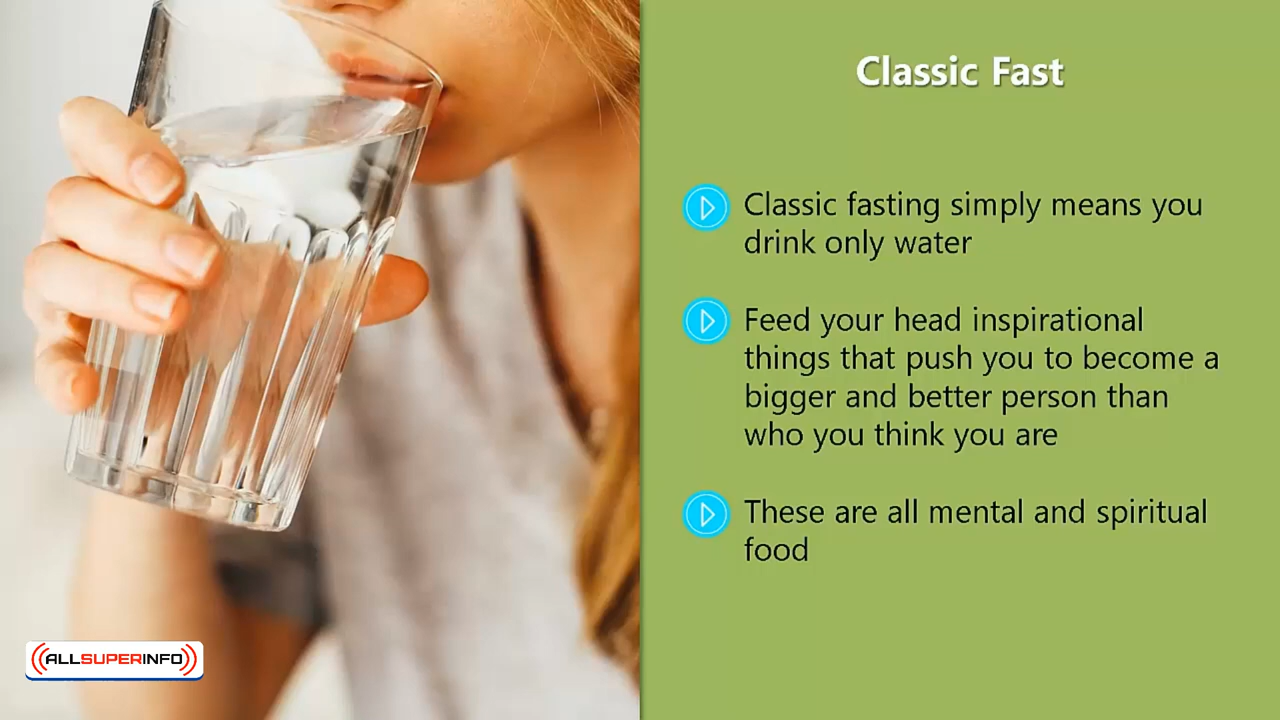 Classic Fast
Classic fasting simply means you
drink only water
Feed your head inspirational
things that push you to become a
bigger and better person than
who you think you are
These are all mental and spiritual
food
ALLSUPERINFO